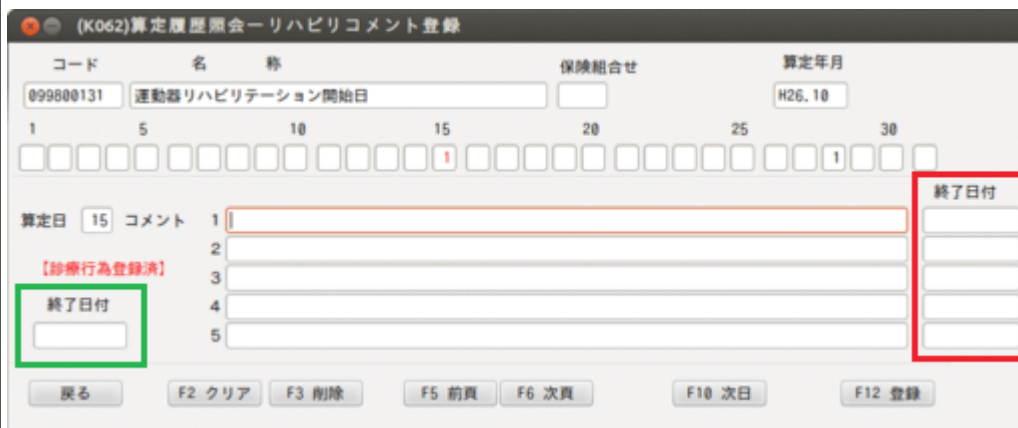 (K062)算定履歴照会ーリハビリコメント登録
コード 名 称 保険組合せ 算定年月
099800131 運動器リハビリテーション開始日 H26.10
1 5 10 15 20 25 30
1 1
終了日付
算定日 15 コメント 1
2
【診療行為登録済】
3
終了日付 4
5
戻る F2 クリア F3 削除 F5 前頁 F6 次頁 F10 次日 F12 登録